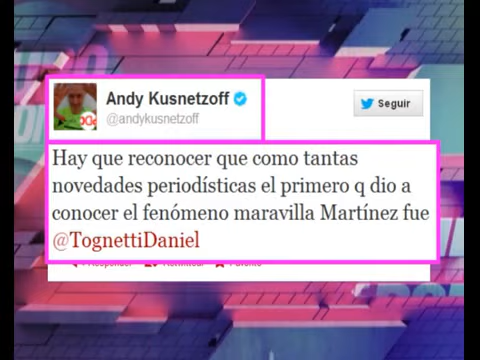 Andy Kusnetzoff
@andykusnetzoff
Seguir
Hay que reconocer que como tantas
novedades periodísticas el primero q dio a
conocer el fenómeno maravilla Martínez fue
@TognettiDaniel